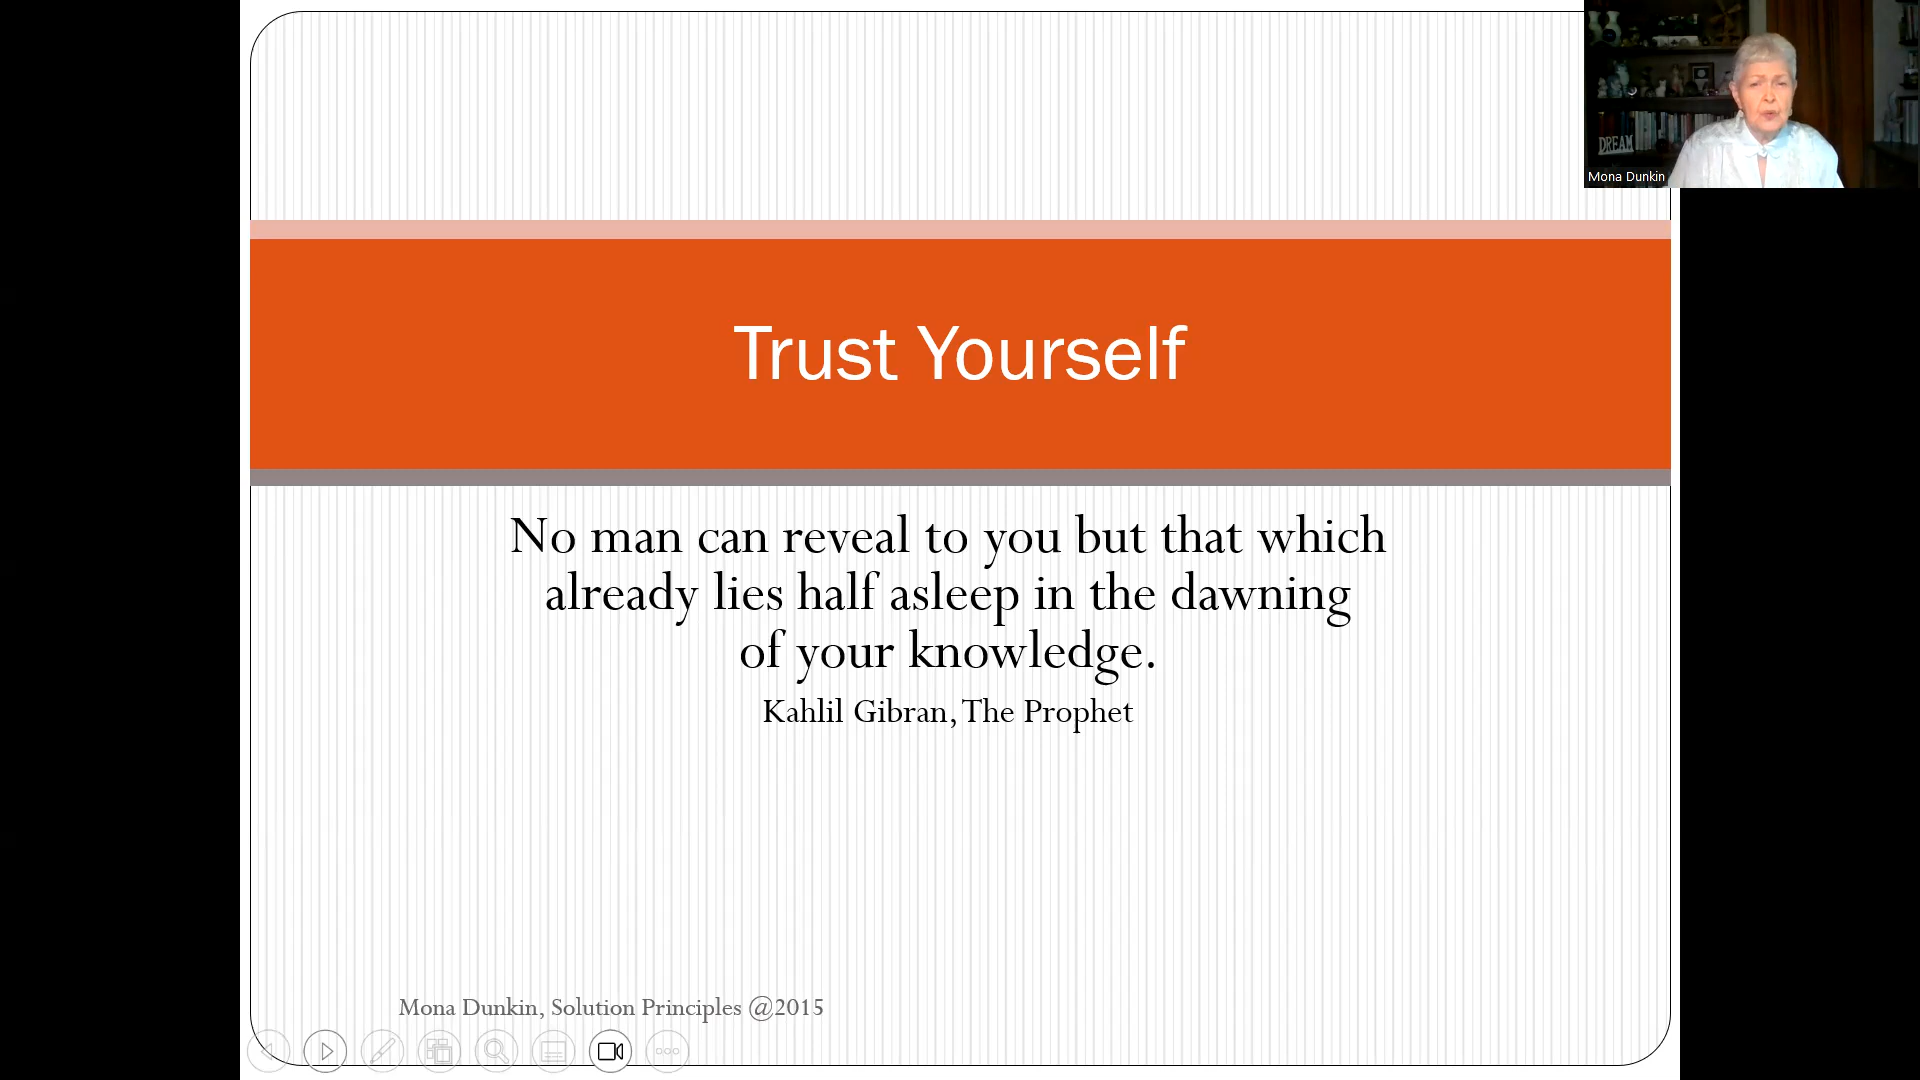 DREAM
Mona Dunkin
Trust Yourself
No man can reveal to you but that which
already lies half asleep in the dawning
of your knowledge.
Kahlil Gibran, The Prophet
Mona Dunkin, Solution Principles @2015